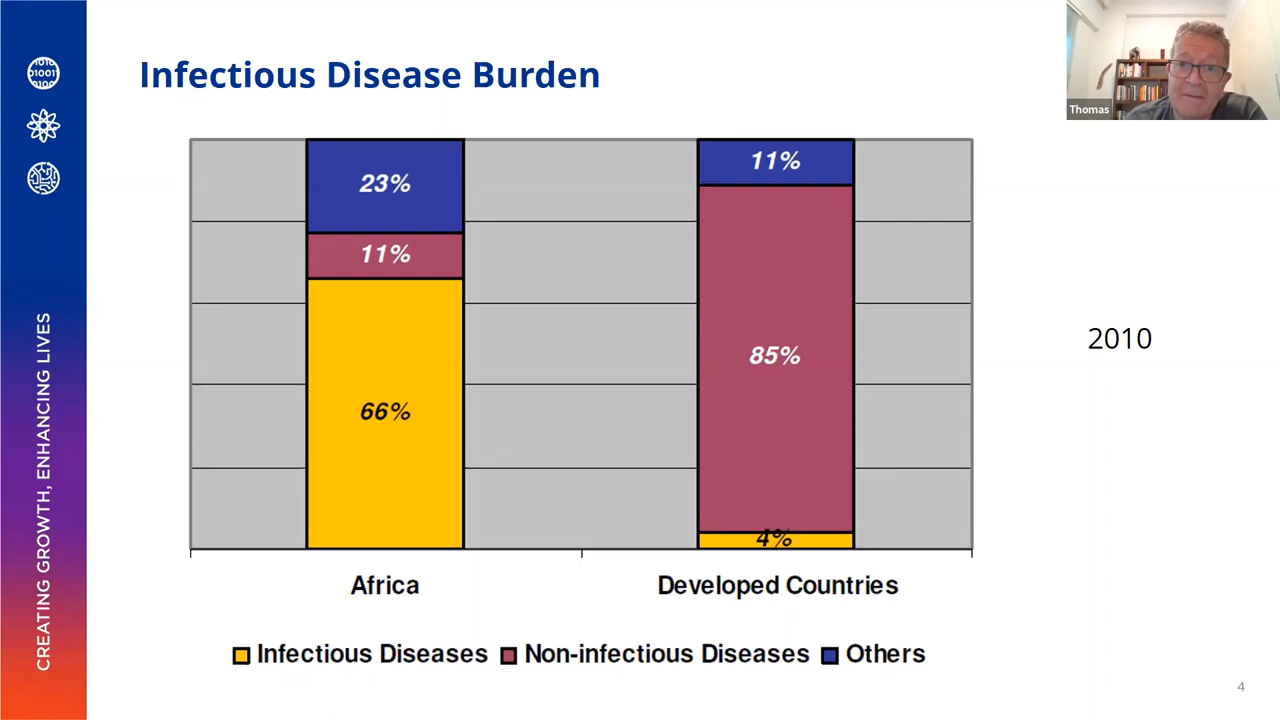 Infectious Disease Burden
Thomas
23%
11%
66%
11%
85%
4%
2010
Africa
Developed Countries
Infectious Diseases
Non-infectious Diseases
Others
CREATING GROWTH, ENHANCING LIVES
4